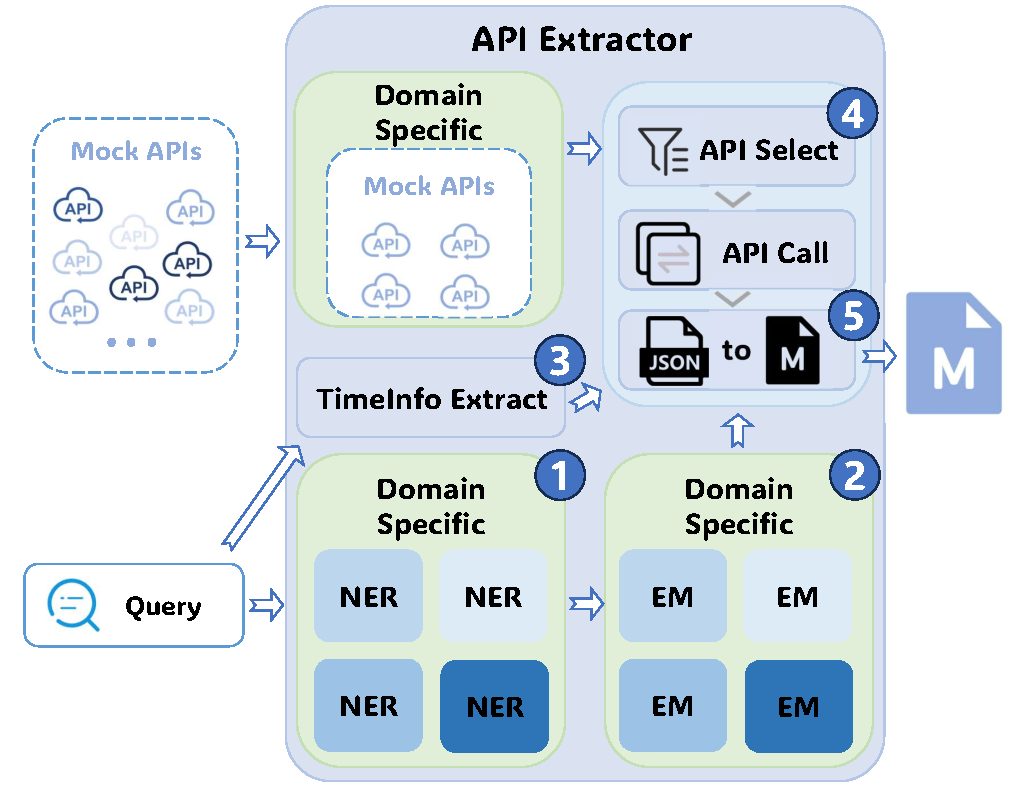 API Extractor
Mock APIs
API
API
API
API
API
API
API
API
...
Domain
Specific
Mock APIs
API
API
API
API
4
API Select
API Call
5
JSON
to
M
M
3
TimeInfo Extract
Query
1
Domain
Specific
NER
NER
NER
NER
2
Domain
Specific
EM
EM
EM
EM